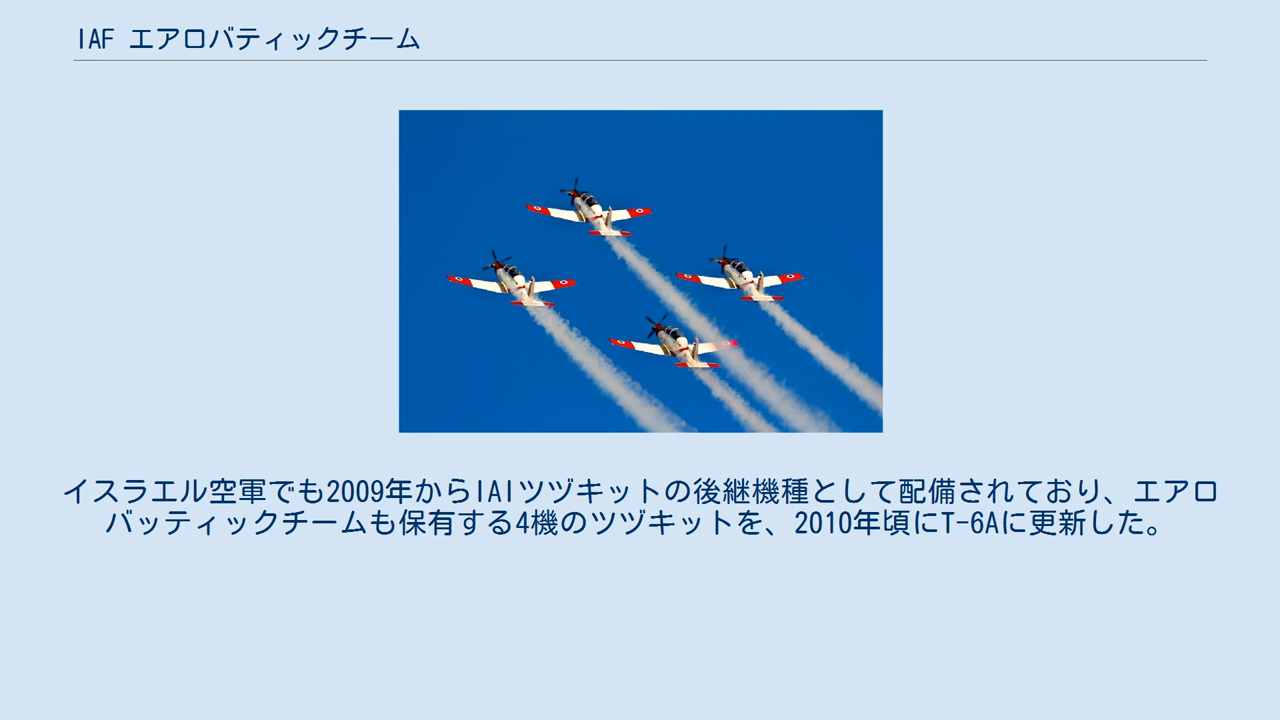 IAF エアロバティックチーム
イスラエル空軍でも2009年からIAIツヅキットの後継機種として配備されており、エアロ
バッティックチームも保有する4機のツヅキットを、2010年頃にT-6Aに更新した。